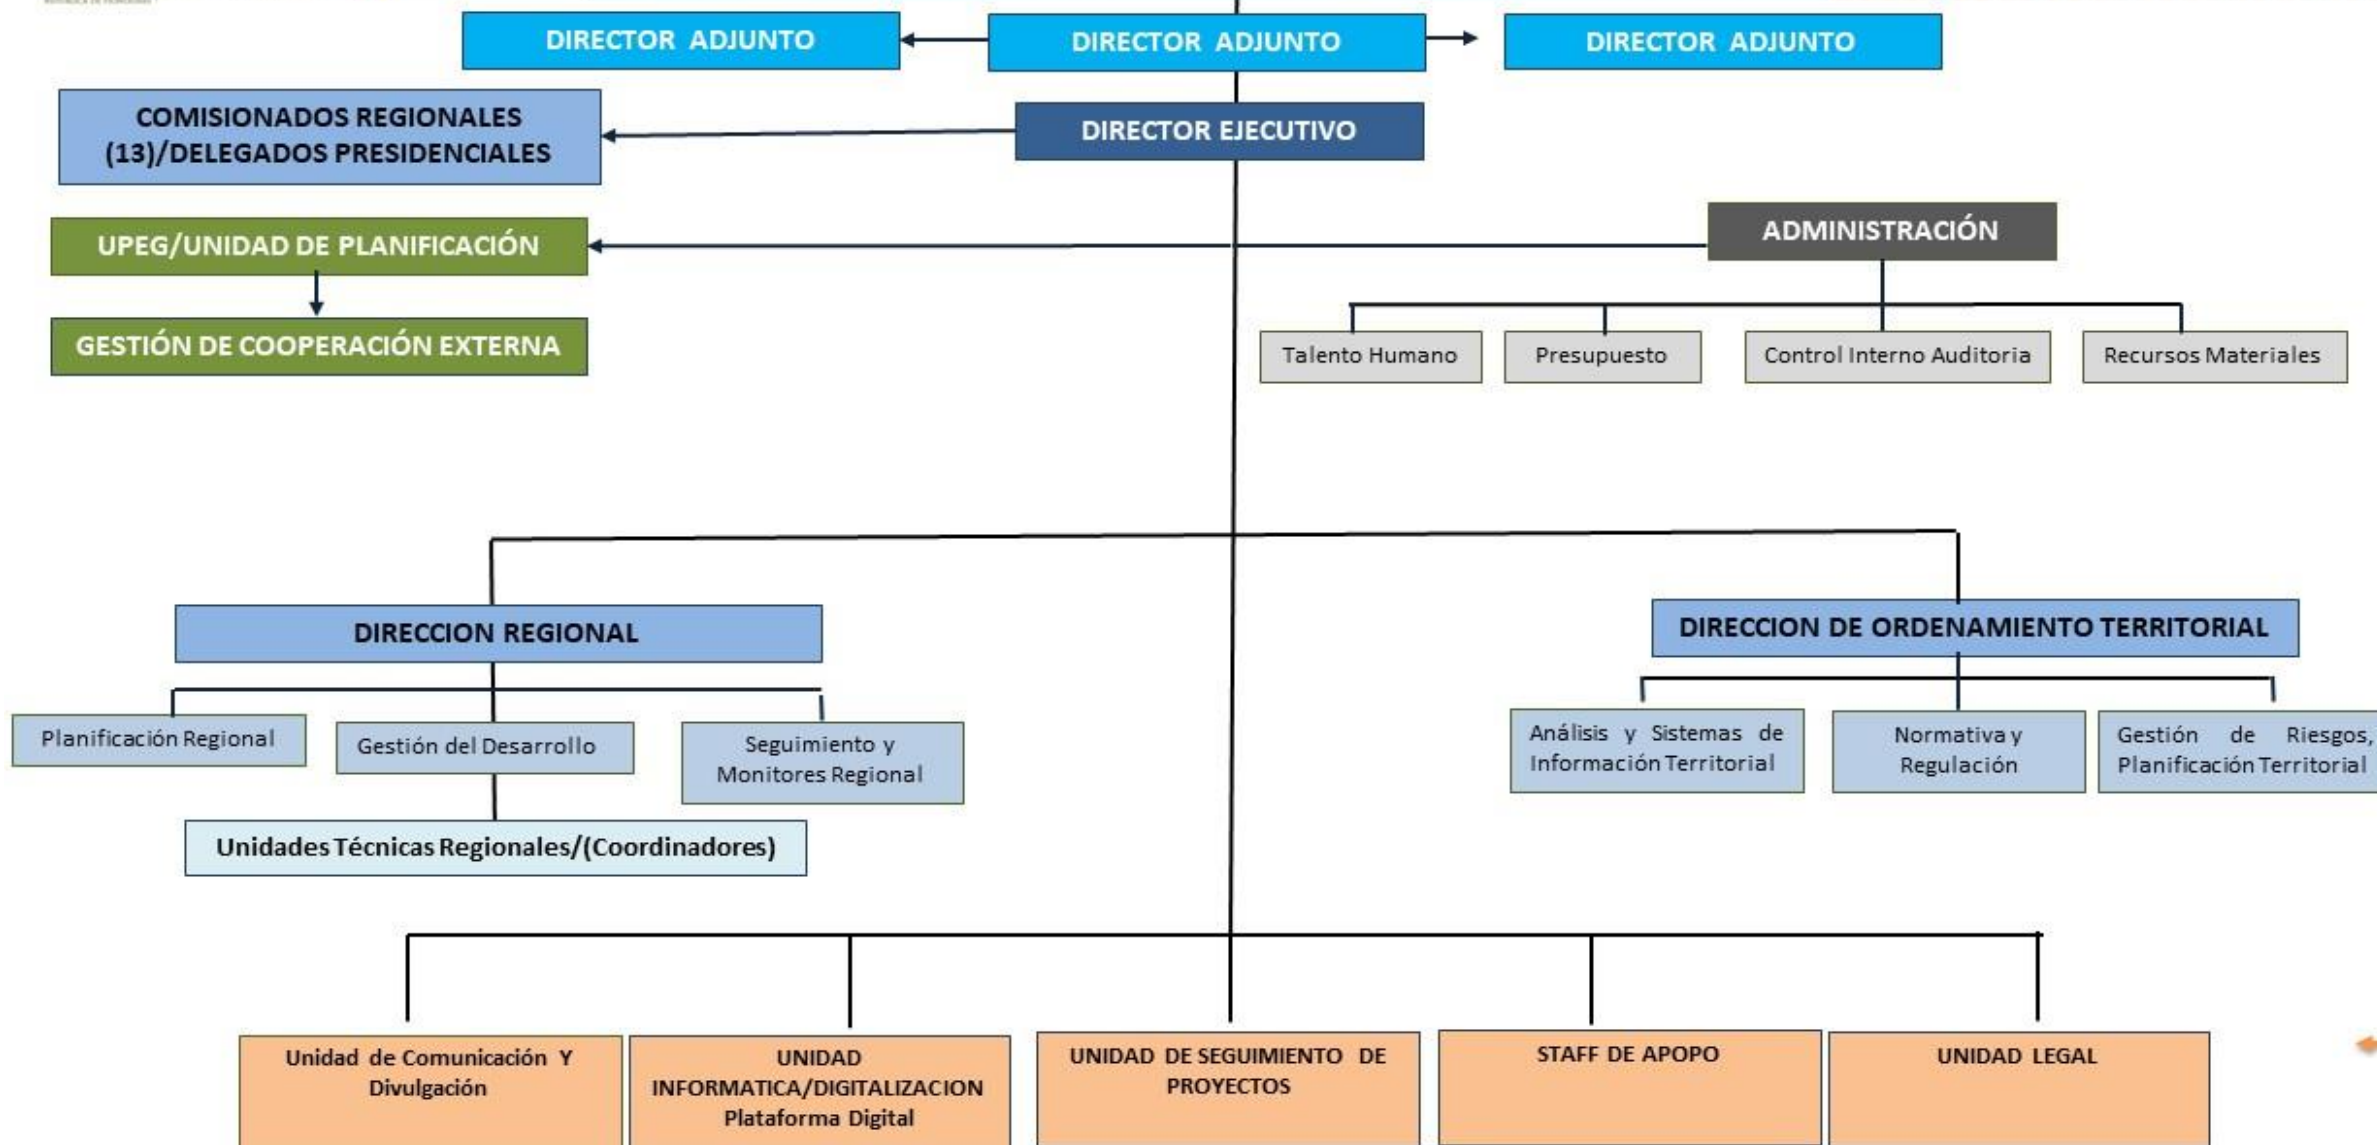 DIRECTOR ADJUNTO
DIRECTOR ADJUNTO
DIRECTOR ADJUNTO
COMISIONADOS REGIONALES
(13)/DELEGADOS PRESIDENCIALES
DIRECTOR EJECUTIVO
UPEG/UNIDAD DE PLANIFICACIÓN
ADMINISTRACIÓN
GESTIÓN DE COOPERACIÓN EXTERNA
Talento Humano
Presupuesto
Control Interno Auditoria
Recursos Materiales
DIRECCION REGIONAL
DIRECCION DE ORDENAMIENTO TERRITORIAL
Planificación Regional
Gestión del Desarrollo
Seguimiento y
Monitores Regional
Análisis y Sistemas de
Información Territorial
Normativa y
Regulación
Gestión de Riesgos,
Planificación Territorial
Unidades Técnicas Regionales/(Coordinadores)
Unidad de Comunicación Y
Divulgación
UNIDAD
INFORMATICA/DIGITALIZACION
Plataforma Digital
UNIDAD DE SEGUIMIENTO DE
PROYECTOS
STAFF DE APOPO
UNIDAD LEGAL